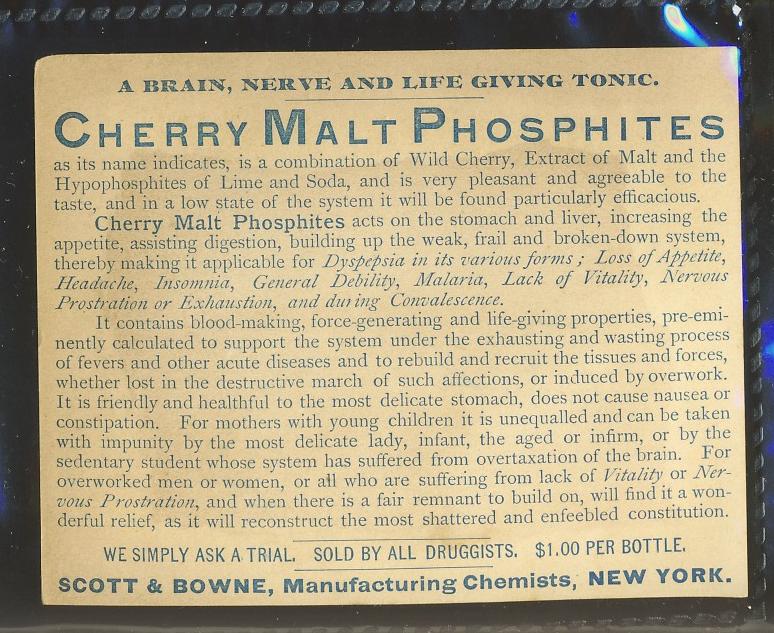 A BRAIN, NERVE AND LIFE GIVING TONIC.
CHERRY MALT PHOSPHITES
as its name indicates, is a combination of Wild Cherry, Extract of Malt and the
Hypophosphites of Lime and Soda, and is very pleasant and agreeable to the
taste, and in a low state of the system it will be found particularly efficacious.
Cherry Malt Phosphites acts on the stomach and liver, increasing the
appetite, assisting digestion, building up the weak, frail and broken-down system,
thereby making it applicable for Dyspepsia in its various forms; Loss of Appetite,
Headache, Insomnia, General Debility, Malaria, Lack of Vitality, Nervous
Prostration or Exhaustion, and during Convalescence.
It contains blood-making, force-generating and life-giving properties, pre-emi-
nently calculated to support the system under the exhausting and wasting process
of fevers and other acute diseases and to rebuild and recruit the tissues and forces,
whether lost in the destructive march of such affections, or induced by overwork.
It is friendly and healthful to the most delicate stomach, does not cause nausea or
constipation. For mothers with young children it is unequalled and can be taken
with impunity by the most delicate lady, infant, the aged or infirm, or by the
sedentary student whose system has suffered from overtaxation of the brain. For
overworked men or women, or all who are suffering from lack of Vitality or Ner-
vous Prostration, and when there is a fair remnant to build on, will find it a won-
derful relief, as it will reconstruct the most shattered and enfeebled constitution.
WE SIMPLY ASK A TRIAL. SOLD BY ALL DRUGGISTS. $1.00 PER BOTTLE.
SCOTT & BOWNE, Manufacturing Chemists, NEW YORK.